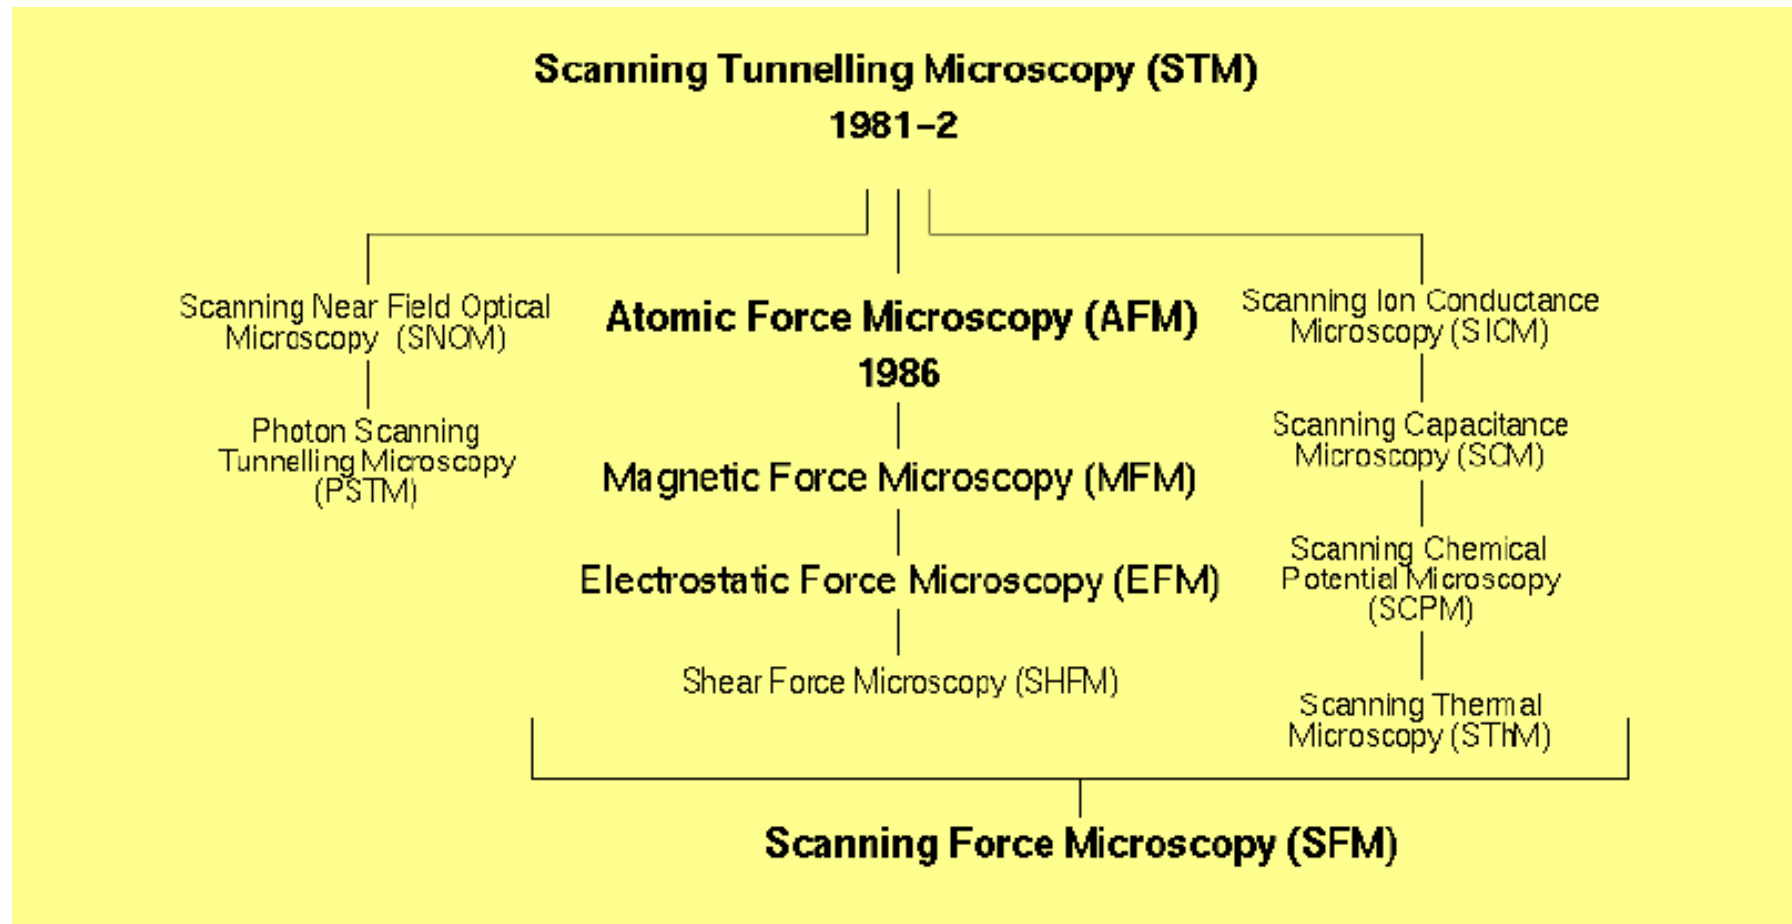 Scanning Tunnelling Microscopy (STM)
1981-2
Scanning Near Field Optical
Microscopy (SNOM)
Photon Scanning
Tunnelling Microscopy
(PSTM)
Atomic Force Microscopy (AFM)
1986
Magnetic Force Microscopy (MFM)
Electrostatic Force Microscopy (EFM)
Shear Force Microscopy (SHFM)
Scanning Ion Conductance
Microscopy (SICM)
Scanning Capacitance
Microscopy (SCM)
Scanning Chemical
Potential Microscopy
(SCPM)
Scanning Thermal
Microscopy (SThM)
Scanning Force Microscopy (SFM)